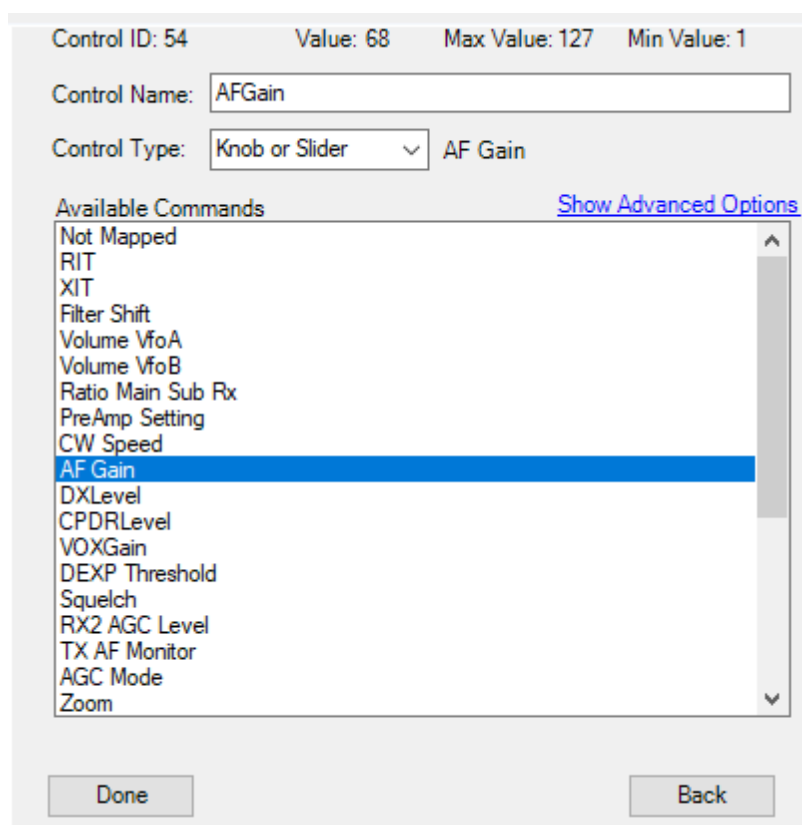 Control ID: 54 Value: 68 Max Value: 127 Min Value: 1
Control Name: AFGain
Control Type: Knob or Slider AF Gain
Available Commands Show Advanced Options
Not Mapped
RIT
XIT
Filter Shift
Volume VfoA
Volume VfoB
Ratio Main Sub Rx
PreAmp Setting
CW Speed
AF Gain
DXLevel
CPDRLevel
VOXGain
DEXP Threshold
Squelch
RX2 AGC Level
TX AF Monitor
AGC Mode
Zoom
Done Back